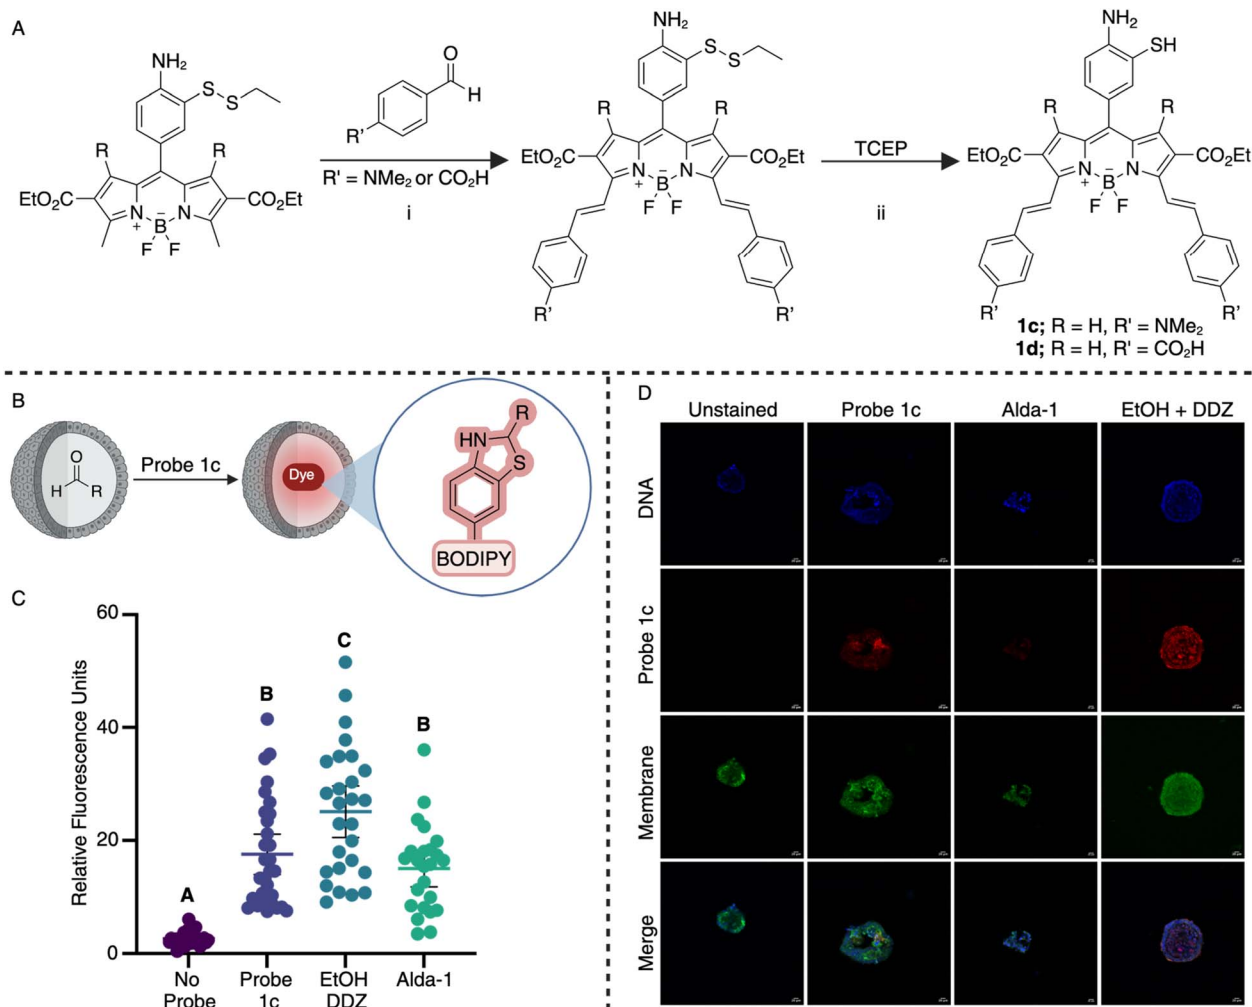 A
NH₂
S
S
R
R
EtO₂C
CO₂Et
N
N
+
B
−
F
F
O
H
R'
R' = NMe₂ or CO₂H
i
NH₂
S
S
R
R
EtO₂C
CO₂Et
N
N
+
B
−
F
F
R'
R'
TCEP
ii
NH₂
SH
R
R
EtO₂C
CO₂Et
N
N
+
B
−
F
F
R'
R'
1c; R = H, R' = NMe₂
1d; R = H, R' = CO₂H
B
O
H
R
Probe 1c
Dye
R
HN
S
BODIPY
C
Relative Fluorescence Units
60
40
20
0
A
B
C
B
No
Probe
Probe
1c
EtOH
DDZ
Alda-1
D
Unstained
Probe 1c
Alda-1
EtOH + DDZ
DNA
Probe 1c
Membrane
Merge